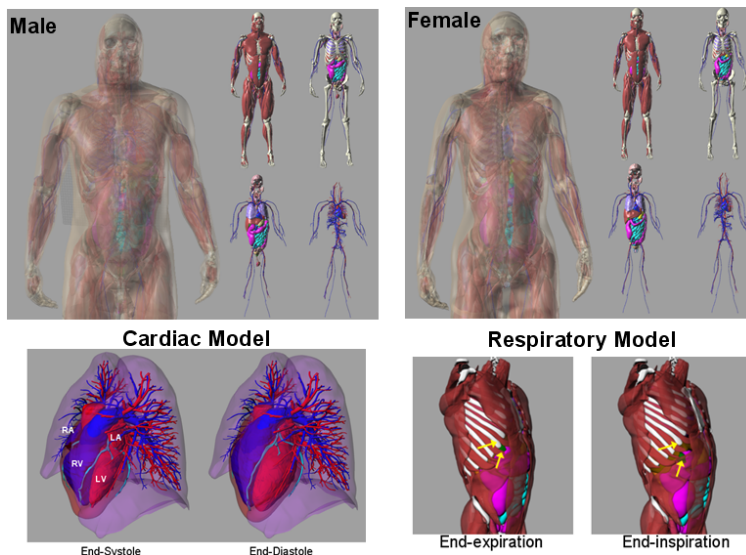 Male
Female
Cardiac Model
RA
LA
RV
LV
End-Systole
End-Diastole
Respiratory Model
End-expiration
End-inspiration